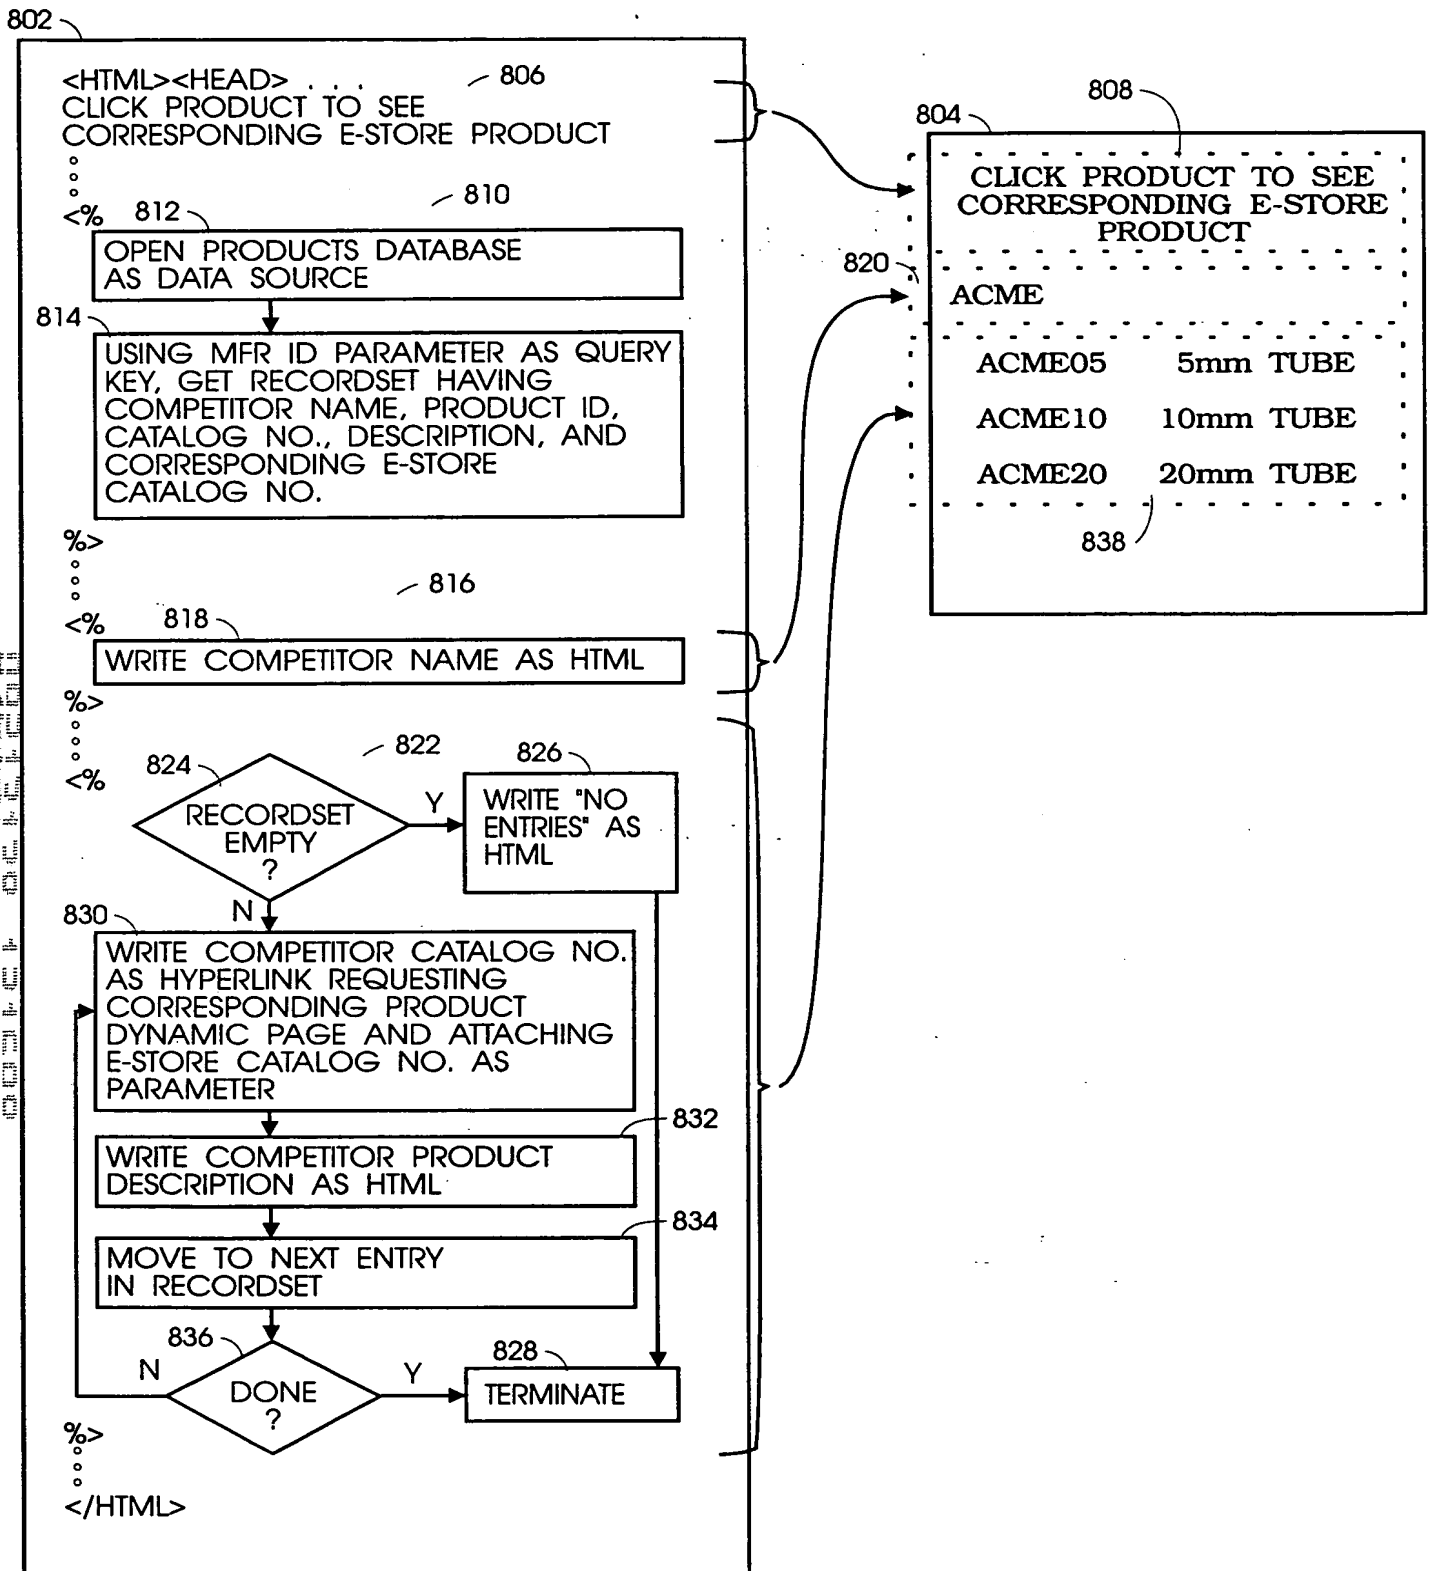 802
<HTML><HEAD> . . .
806
CLICK PRODUCT TO SEE
CORRESPONDING E-STORE PRODUCT
810
<%
812
OPEN PRODUCTS DATABASE
AS DATA SOURCE
814
USING MFR ID PARAMETER AS QUERY
KEY, GET RECORDSET HAVING
COMPETITOR NAME, PRODUCT ID,
CATALOG NO., DESCRIPTION, AND
CORRESPONDING E-STORE
CATALOG NO.
%>
816
<%
818
WRITE COMPETITOR NAME AS HTML
%>
822
<%
824
RECORDSET
EMPTY
?
Y
826
WRITE "NO
ENTRIES" AS
HTML
N
830
WRITE COMPETITOR CATALOG NO.
AS HYPERLINK REQUESTING
CORRESPONDING PRODUCT
DYNAMIC PAGE AND ATTACHING
E-STORE CATALOG NO. AS
PARAMETER
832
WRITE COMPETITOR PRODUCT
DESCRIPTION AS HTML
834
MOVE TO NEXT ENTRY
IN RECORDSET
836
N
DONE
?
Y
828
TERMINATE
%>
</HTML>
804
808
CLICK PRODUCT TO SEE
CORRESPONDING E-STORE
PRODUCT
820
ACME
ACME05 5mm TUBE
ACME10 10mm TUBE
ACME20 20mm TUBE
838